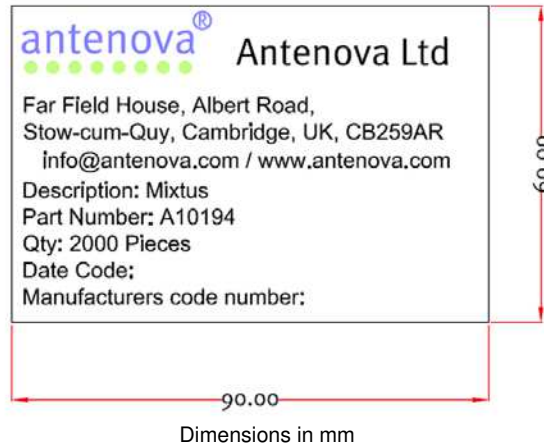 antenova®
Antenova Ltd
Far Field House, Albert Road,
Stow-cum-Quy, Cambridge, UK, CB259AR
info@antenova.com / www.antenova.com
Description: Mixtus
Part Number: A10194
Qty: 2000 Pieces
Date Code:
Manufacturers code number:
60.00
90.00
Dimensions in mm